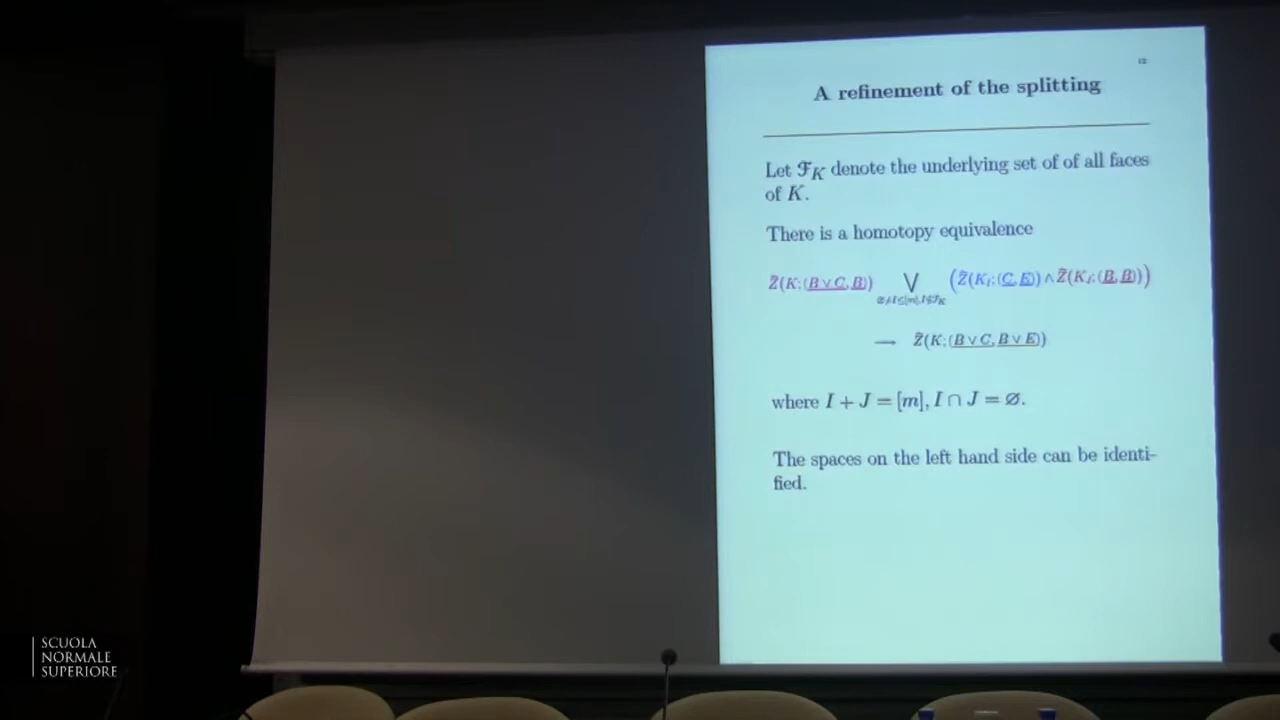 12
A refinement of the splitting
Let ℱ_K denote the underlying set of of all faces
of K.
There is a homotopy equivalence
Ẑ(K;(B ∨ C, B)) ⋁ (Ẑ(K_I;(C, E)) ∧ Ẑ(K_J;(B, B)))
⟶ Ẑ(K;(B ∨ C, B ∨ E))
where I + J = [m], I ∩ J = ∅.
The spaces on the left hand side can be identi-
fied.
SCUOLA
NORMALE
SUPERIORE